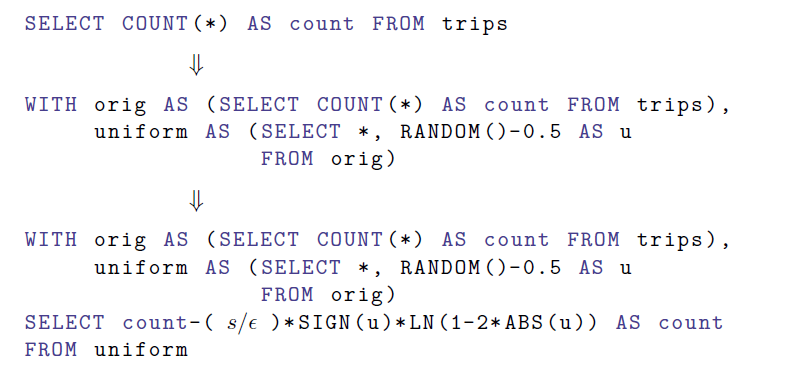 SELECT COUNT(*) AS count FROM trips
⇓
WITH orig AS (SELECT COUNT(*) AS count FROM trips),
uniform AS (SELECT *, RANDOM()-0.5 AS u
FROM orig)
⇓
WITH orig AS (SELECT COUNT(*) AS count FROM trips),
uniform AS (SELECT *, RANDOM()-0.5 AS u
FROM orig)
SELECT count-( s/ϵ )*SIGN(u)*LN(1-2*ABS(u)) AS count
FROM uniform